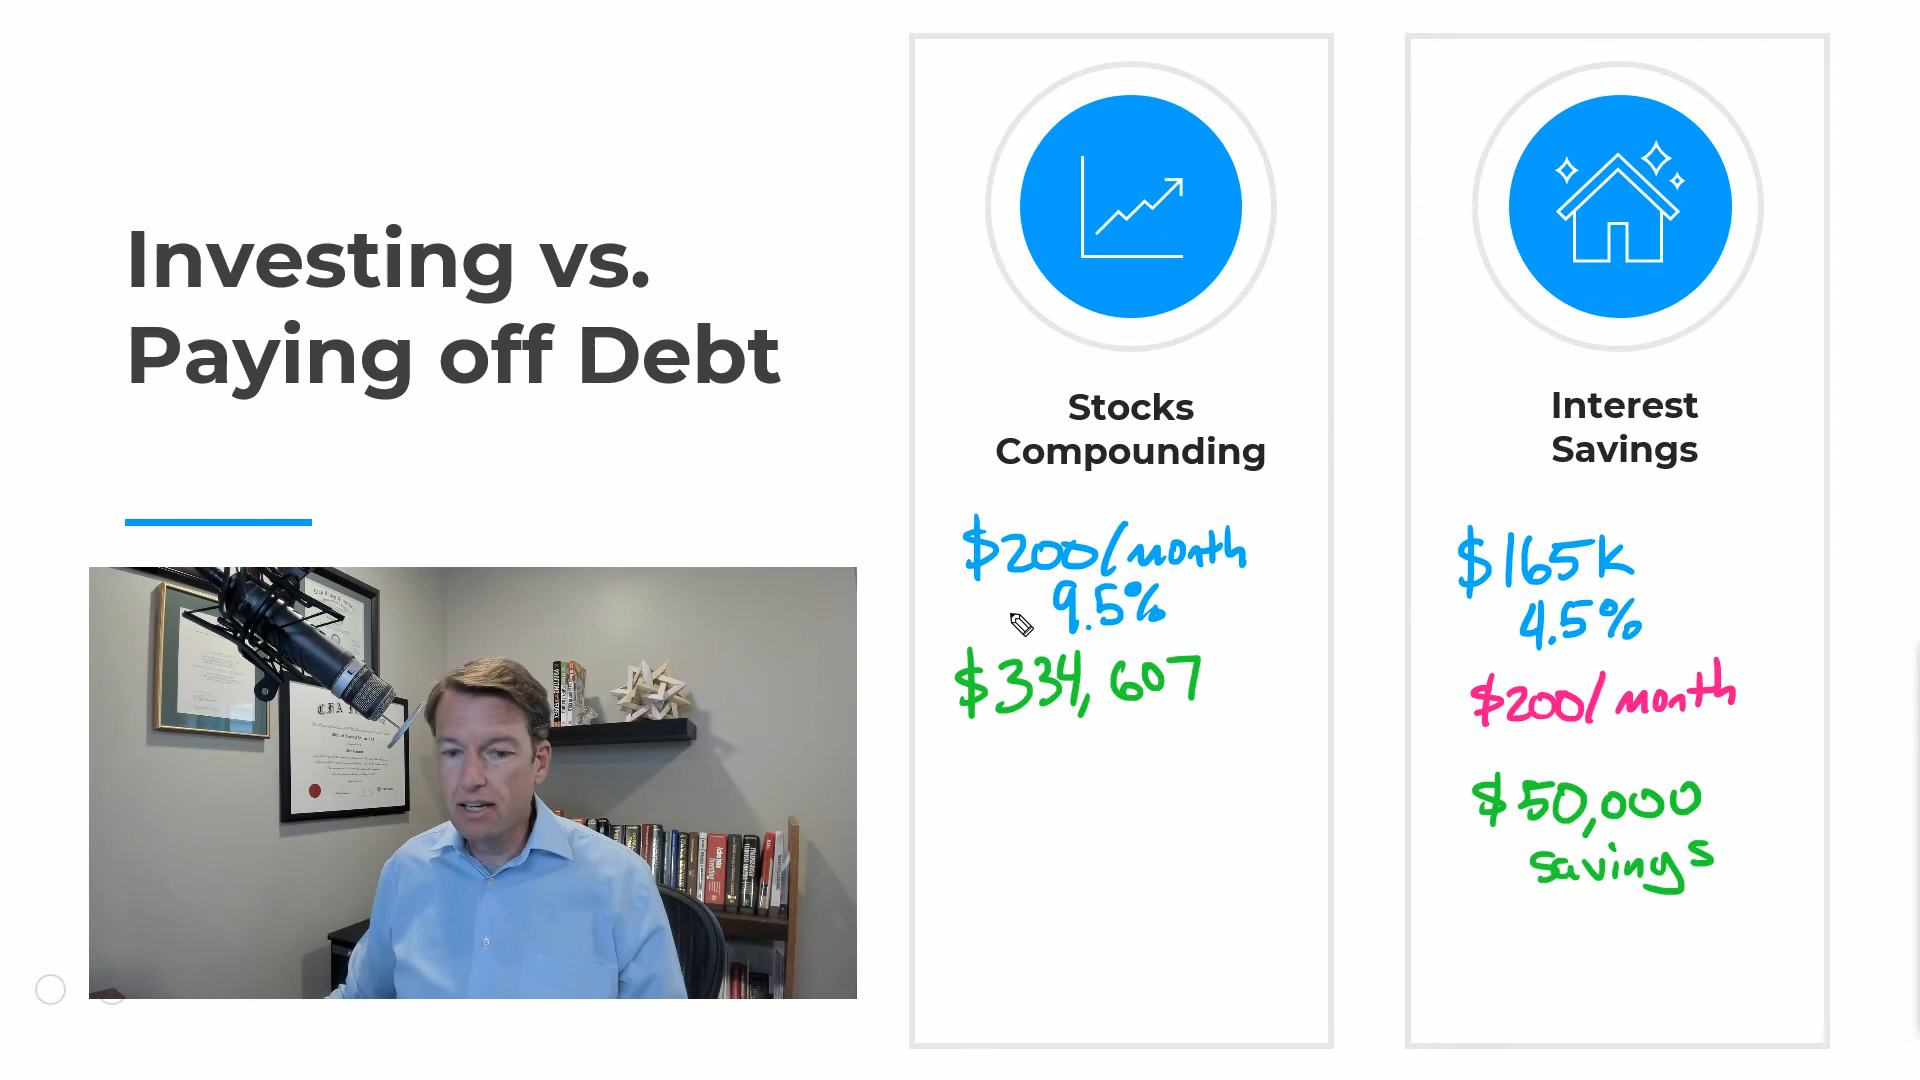 Investing vs.
Paying off Debt
Stocks
Compounding
$200/month
9.5%
$334,607
Interest
Savings
$165K
4.5%
$200/month
$50,000
savings